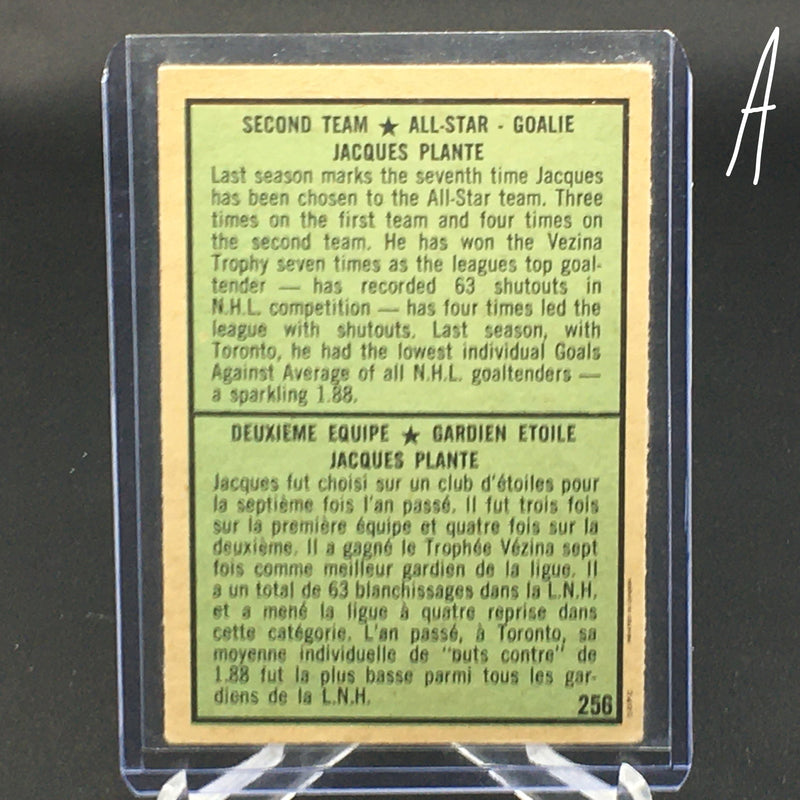 A
SECOND TEAM ★ ALL-STAR - GOALIE
JACQUES PLANTE
Last season marks the seventh time Jacques
has been chosen to the All-Star team. Three
times on the first team and four times on
the second team. He has won the Vezina
Trophy seven times as the leagues top goal-
tender — has recorded 63 shutouts in
N.H.L. competition — has four times led the
league with shutouts. Last season, with
Toronto, he had the lowest individual Goals
Against Average of all N.H.L. goaltenders —
a sparkling 1.88.
DEUXIEME EQUIPE ★ GARDIEN ETOILE
JACQUES PLANTE
Jacques fut choisi sur un club d'étoiles pour
la septième fois l'an passé. Il fut trois fois
sur la première équipe et quatre fois sur la
deuxième. Il a gagné le Trophée Vézina sept
fois comme meilleur gardien de la ligue. Il
a un total de 63 blanchissages dans la L.N.H.
et a mené la ligue à quatre reprise dans
cette catégorie. L'an passé, à Toronto, sa
moyenne individuelle de "buts contre" de
1.88 fut la plus basse parmi tous les gar-
diens de la L.N.H.
256